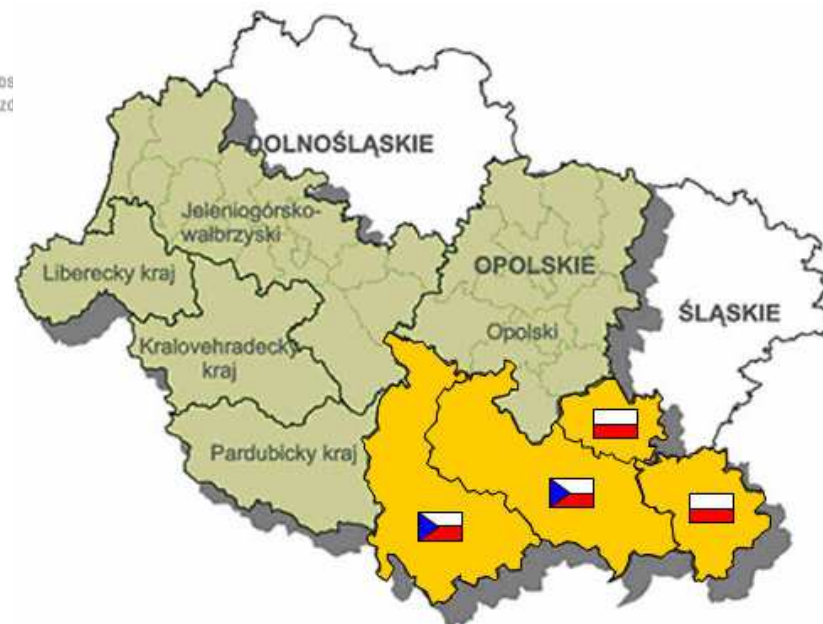 DOLNOŚLĄSKIE
Jeleniogórsko-
wałbrzyski
Liberecky kraj
OPOLSKIE
ŚLĄSKIE
Opolski
Kralovehradecky
kraj
Pardubicky kraj